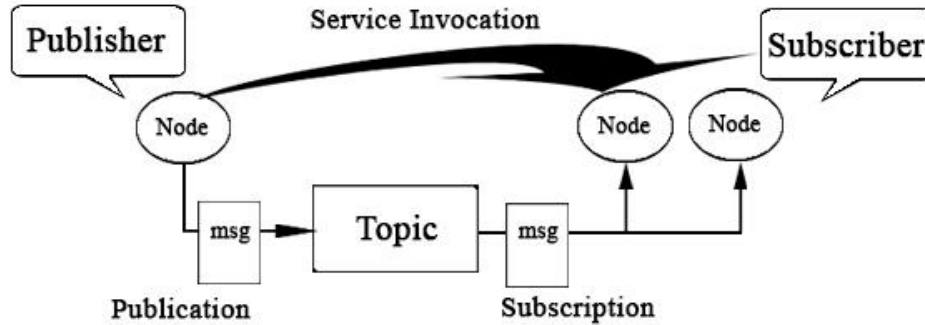 Service Invocation
Publisher
Subscriber
Node
Node
Node
msg
Topic
msg
Publication
Subscription